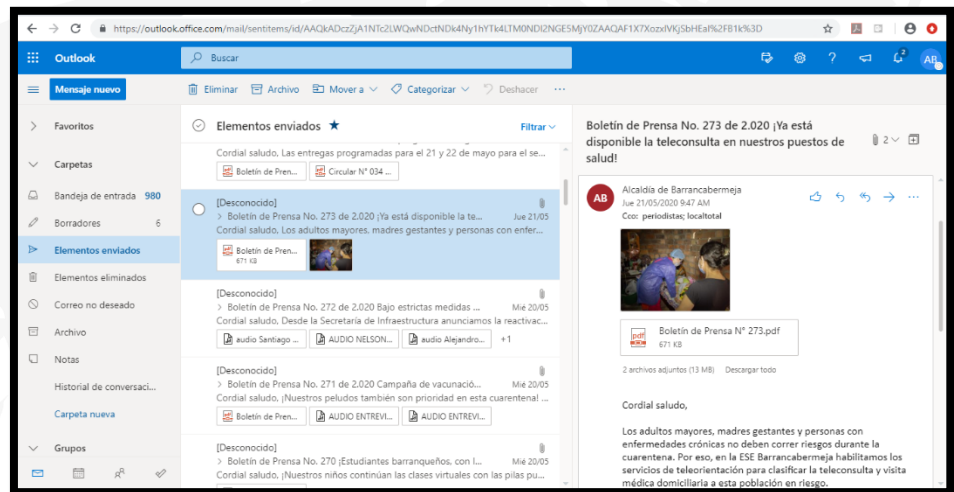 https://outlook.office.com/mail/sentitems/id/AAQkADczZjA1NTc2LWQwNDctNDk4Ny1hYTk4LTM0NDI2NGE5MjY0ZAAQAF1X7XozxIVKjSbHEaI%2FB1k%3D
Outlook
Buscar
2
AB
Mensaje nuevo
Eliminar
Archivo
Mover a
Categorizar
Deshacer
Favoritos
Carpetas
Bandeja de entrada 980
Borradores 6
Elementos enviados
Elementos eliminados
Correo no deseado
Archivo
Notas
Historial de conversaci...
Carpeta nueva
Grupos
Elementos enviados
Filtrar
Cordial saludo, Las entregas programadas para el 21 y 22 de mayo para el se...
Boletín de Pren...
Circular N° 034 ...
[Desconocido]
> Boletín de Prensa No. 273 de 2.020 ¡Ya está disponible la te... Jue 21/05
Cordial saludo, Los adultos mayores, madres gestantes y personas con enfer...
Boletín de Pren...
671 KB
[Desconocido]
> Boletín de Prensa No. 272 de 2.020 Bajo estrictas medidas ... Mié 20/05
Cordial saludo, Desde la Secretaría de Infraestructura anunciamos la reactivac...
audio Santiago ...
AUDIO NELSON...
audio Alejandro...
+1
[Desconocido]
> Boletín de Prensa No. 271 de 2.020 Campaña de vacunació... Mié 20/05
Cordial saludo, ¡Nuestros peludos también son prioridad en esta cuarentena! ...
Boletín de Pren...
AUDIO ENTREVI...
AUDIO ENTREVI...
[Desconocido]
> Boletín de Prensa No. 270 ¡Estudiantes barranqueños, con l... Mié 20/05
Cordial saludo, ¡Nuestros niños continúan las clases virtuales con las pilas pu...
Boletín de Prensa No. 273 de 2.020 ¡Ya está
disponible la teleconsulta en nuestros puestos de
salud!
2
AB
Alcaldía de Barrancabermeja
Jue 21/05/2020 9:47 AM
Cco: periodistas; localtotal
Boletín de Prensa N° 273.pdf
671 KB
2 archivos adjuntos (13 MB) Descargar todo
Cordial saludo,
Los adultos mayores, madres gestantes y personas con
enfermedades crónicas no deben correr riesgos durante la
cuarentena. Por eso, en la ESE Barrancabermeja habilitamos los
servicios de teleorientación para clasificar la teleconsulta y visita
médica domiciliaria a esta población en riesgo.